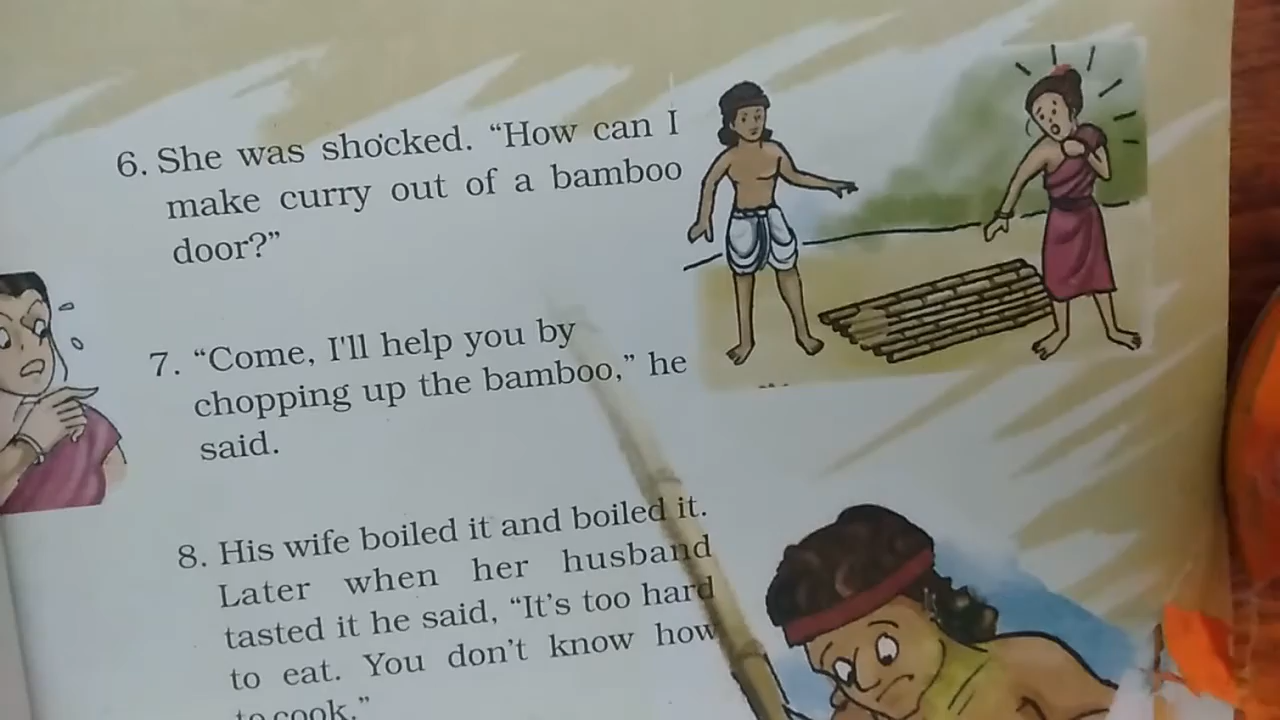 6. She was shocked. “How can I
make curry out of a bamboo
door?”
7. “Come, I'll help you by
chopping up the bamboo,” he
said.
8. His wife boiled it and boiled it.
Later when her husband
tasted it he said, “It’s too hard
to eat. You don’t know how
to cook.”